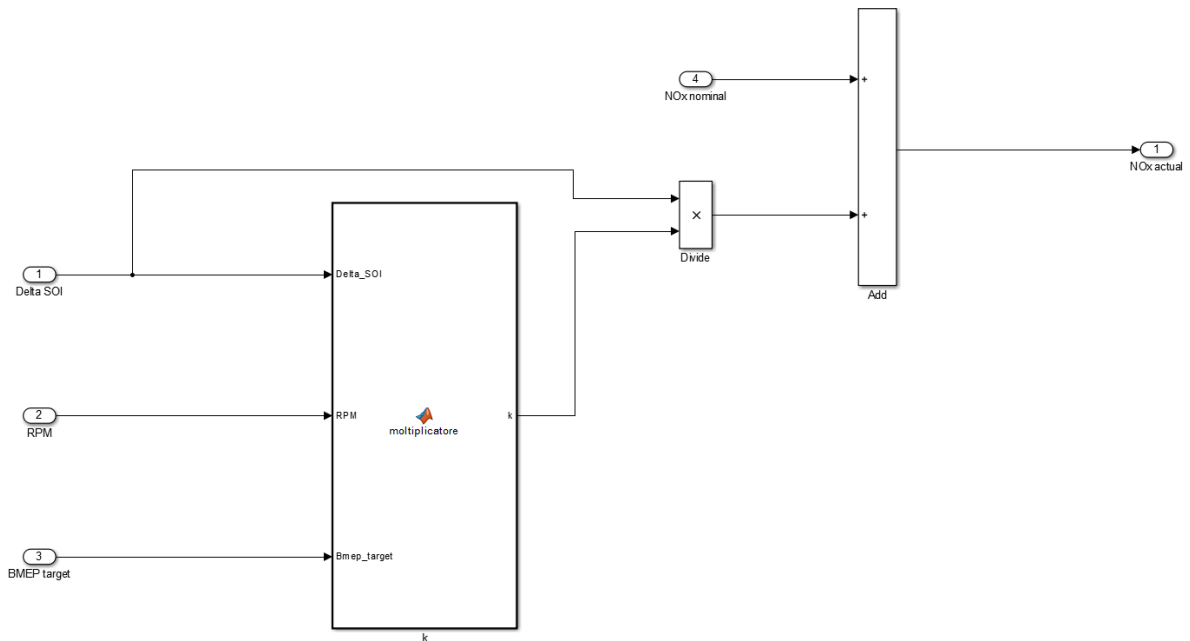 4
NOx nominal
+
1
NOx actual
×
+
Divide
1
Delta SOI
Delta_SOI
Add
2
RPM
RPM
k
moltiplicatore
3
BMEP target
Bmep_target
k